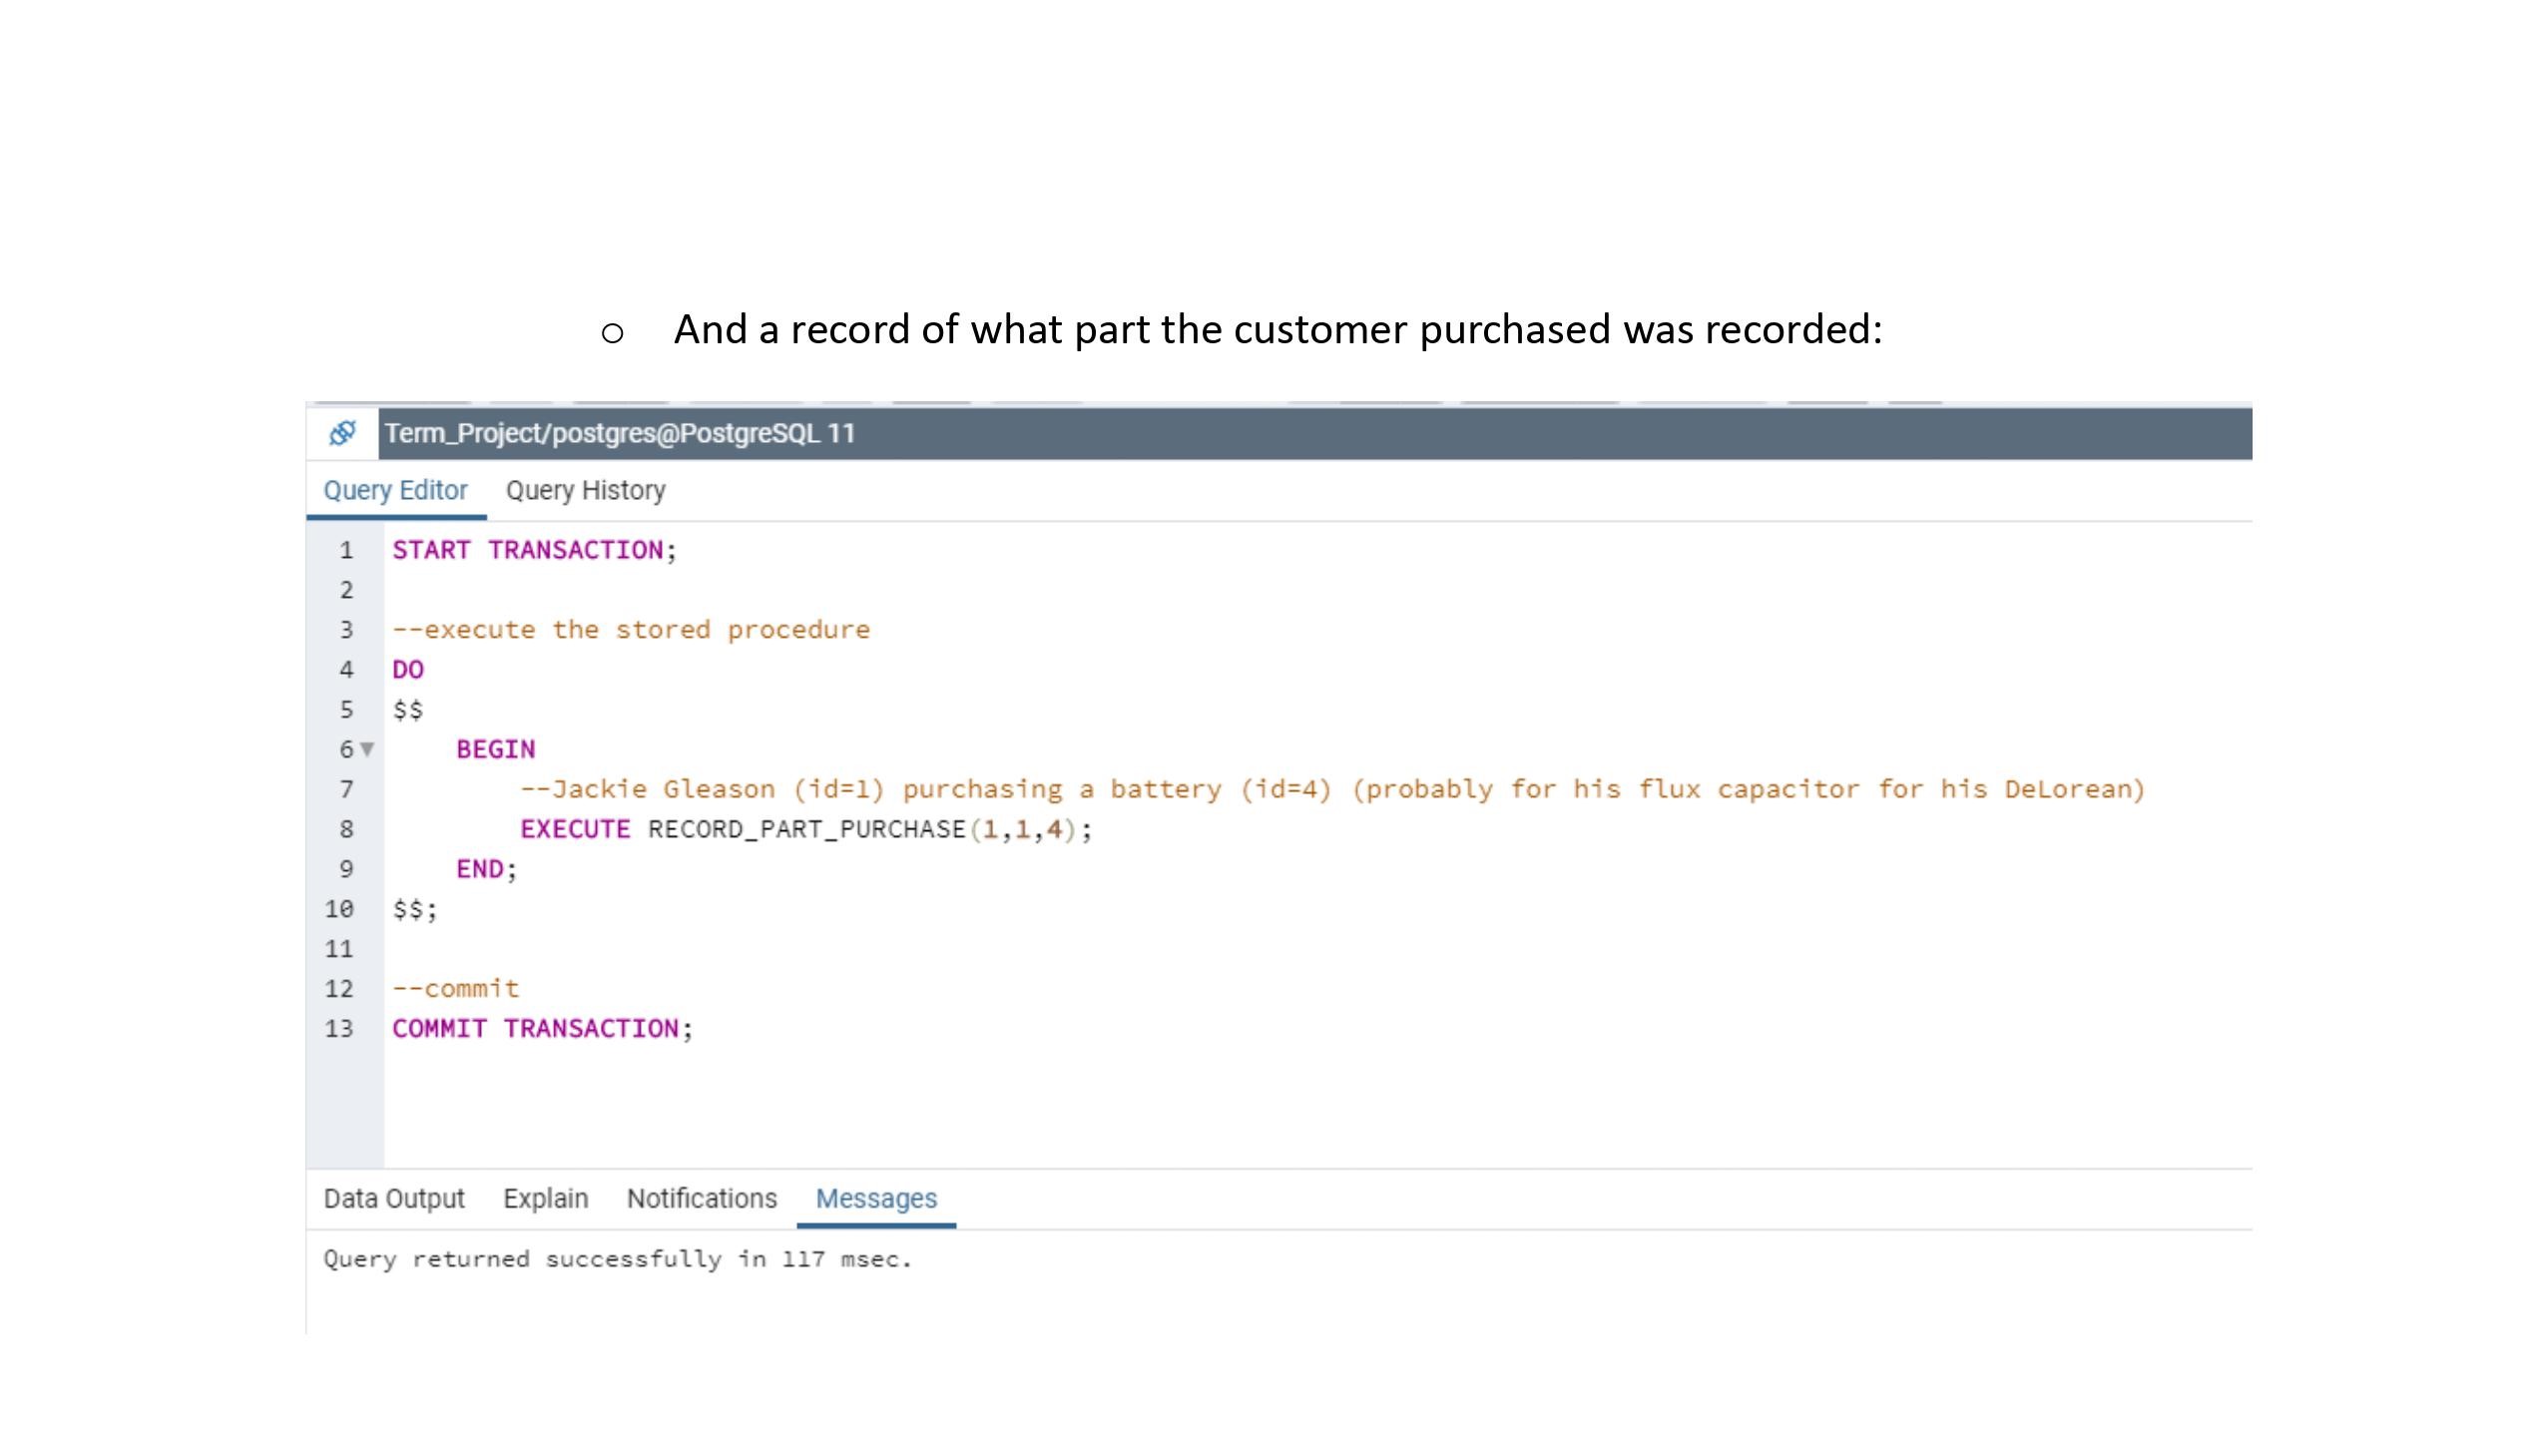 o And a record of what part the customer purchased was recorded:
Term_Project/postgres@PostgreSQL 11
Query Editor Query History
1 START TRANSACTION;
2
3 --execute the stored procedure
4 DO
5 $$
6 BEGIN
7 --Jackie Gleason (id=1) purchasing a battery (id=4) (probably for his flux capacitor for his DeLorean)
8 EXECUTE RECORD_PART_PURCHASE(1,1,4);
9 END;
10 $$;
11
12 --commit
13 COMMIT TRANSACTION;
Data Output Explain Notifications Messages
Query returned successfully in 117 msec.